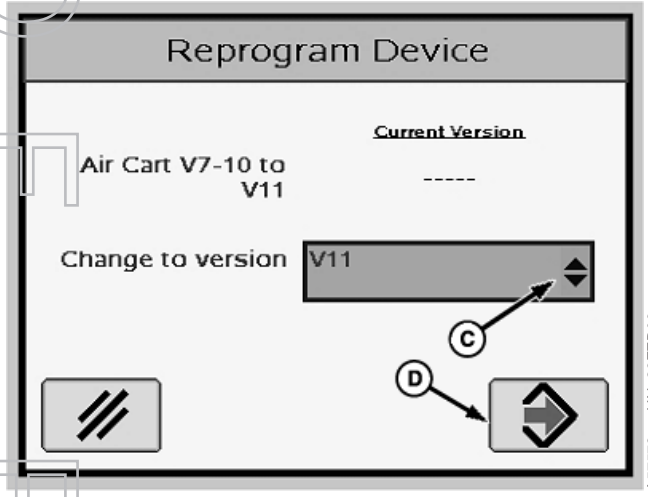 Reprogram Device
Current Version
Air Cart V7-10 to
V11
-----
Change to version
V11
C
D